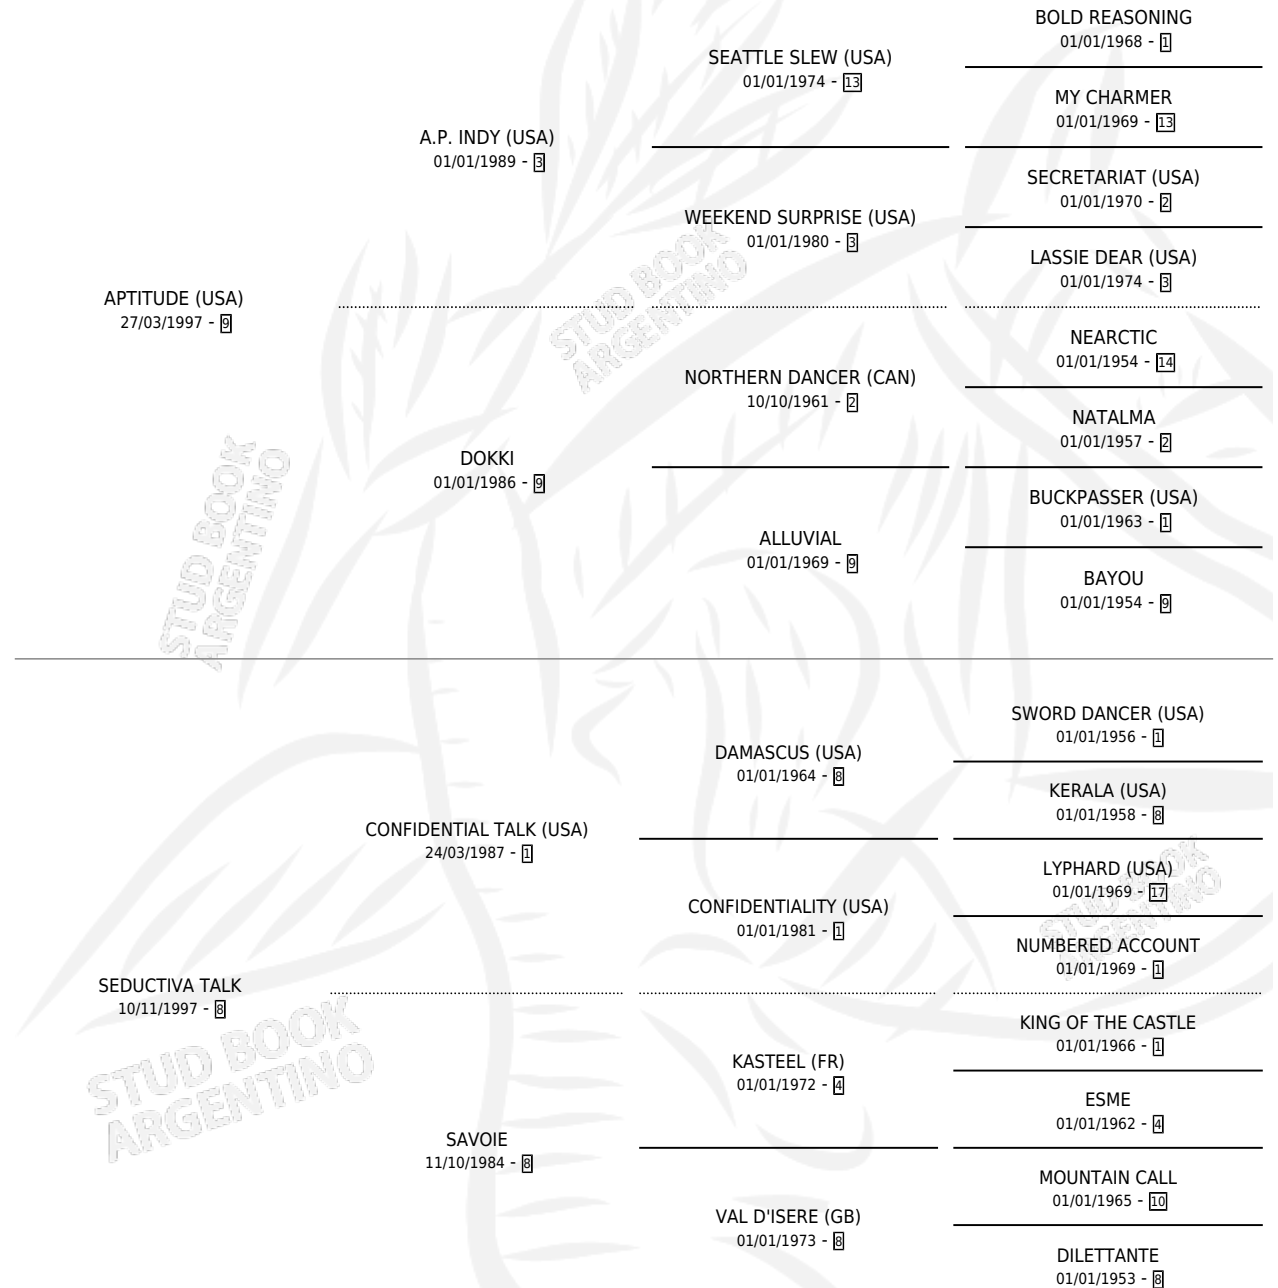 BOLD REASONING
01/01/1968 - 1
SEATTLE SLEW (USA)
01/01/1974 - 13
MY CHARMER
01/01/1969 - 13
A.P. INDY (USA)
01/01/1989 - 3
SECRETARIAT (USA)
01/01/1970 - 2
WEEKEND SURPRISE (USA)
01/01/1980 - 3
LASSIE DEAR (USA)
01/01/1974 - 3
STUD BOOK
ARGENTINO
APTITUDE (USA)
27/03/1997 - 9
NEARCTIC
01/01/1954 - 14
NORTHERN DANCER (CAN)
10/10/1961 - 2
NATALMA
01/01/1957 - 2
DOKKI
01/01/1986 - 9
BUCKPASSER (USA)
01/01/1963 - 1
ALLUVIAL
01/01/1969 - 9
BAYOU
01/01/1954 - 9
STUD BOOK
ARGENTINO
SWORD DANCER (USA)
01/01/1956 - 1
DAMASCUS (USA)
01/01/1964 - 8
KERALA (USA)
01/01/1958 - 8
CONFIDENTIAL TALK (USA)
24/03/1987 - 1
LYPHARD (USA)
01/01/1969 - 17
CONFIDENTIALITY (USA)
01/01/1981 - 1
NUMBERED ACCOUNT
01/01/1969 - 1
STUD BOOK
ARGENTINO
SEDUCTIVA TALK
10/11/1997 - 8
KING OF THE CASTLE
01/01/1966 - 1
KASTEEL (FR)
01/01/1972 - 4
ESME
01/01/1962 - 4
STUD BOOK
ARGENTINO
SAVOIE
11/10/1984 - 8
MOUNTAIN CALL
01/01/1965 - 10
VAL D'ISERE (GB)
01/01/1973 - 8
DILETTANTE
01/01/1953 - 8